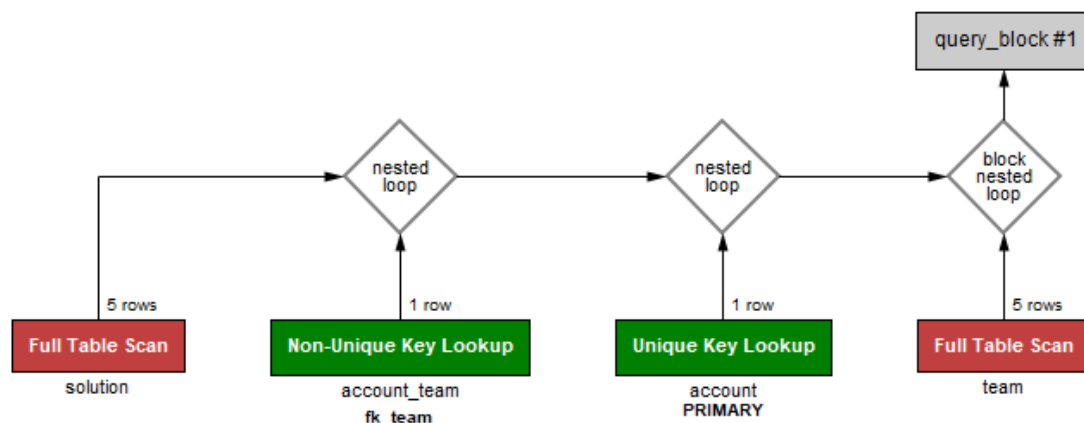 query_block #1
nested
loop
nested
loop
block
nested
loop
5 rows
1 row
1 row
5 rows
Full Table Scan
Non-Unique Key Lookup
Unique Key Lookup
Full Table Scan
solution
account_team
account
team
fk_team
PRIMARY